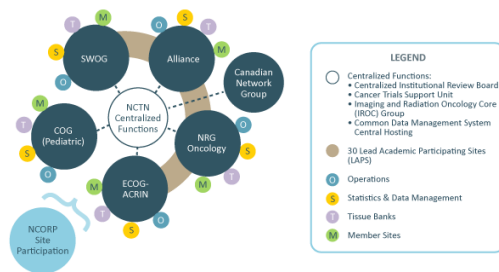 M
T
S
O
SWOG
O
S
T
M
Alliance
Canadian
Network
Group
NCTN
Centralized
Functions
M
T
S
O
COG
(Pediatric)
NRG
Oncology
O
S
T
M
ECOG-
ACRIN
M
T
S
O
NCORP
Site
Participation
LEGEND
Centralized Functions:
• Centralized Institutional Review Board
• Cancer Trials Support Unit
• Imaging and Radiation Oncology Core
(IROC) Group
• Common Data Management System
Central Hosting
30 Lead Academic Participating Sites
(LAPS)
O Operations
S Statistics & Data Management
T Tissue Banks
M Member Sites